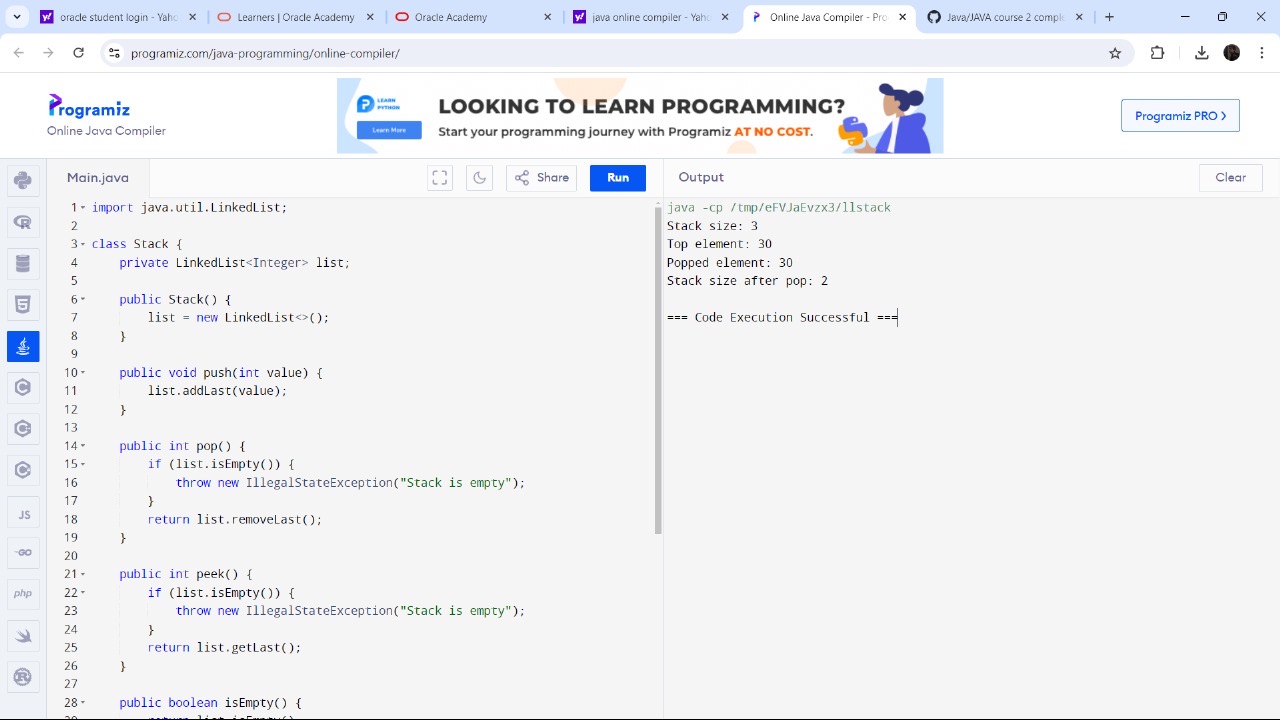 oracle student login - Yaho
Learners | Oracle Academy
Oracle Academy
java online compiler - Yaho
Online Java Compiler - Pro
Java/JAVA course 2 comple
programiz.com/java-programming/online-compiler/
Programiz
Online Java Compiler
LEARN
PYTHON
Learn More
LOOKING TO LEARN PROGRAMMING?
Start your programming journey with Programiz AT NO COST.
Programiz PRO >
Main.java
Share
Run
Output
Clear
1 import java.util.LinkedList;
2
3 class Stack {
4     private LinkedList<Integer> list;
5
6     public Stack() {
7         list = new LinkedList<>();
8     }
9
10     public void push(int value) {
11         list.addLast(value);
12     }
13
14     public int pop() {
15         if (list.isEmpty()) {
16             throw new IllegalStateException("Stack is empty");
17         }
18         return list.removeLast();
19     }
20
21     public int peek() {
22         if (list.isEmpty()) {
23             throw new IllegalStateException("Stack is empty");
24         }
25         return list.getLast();
26     }
27
28     public boolean isEmpty() {
java -cp /tmp/eFVJaEvzx3/llstack
Stack size: 3
Top element: 30
Popped element: 30
Stack size after pop: 2
=== Code Execution Successful ===
JS
GO
php